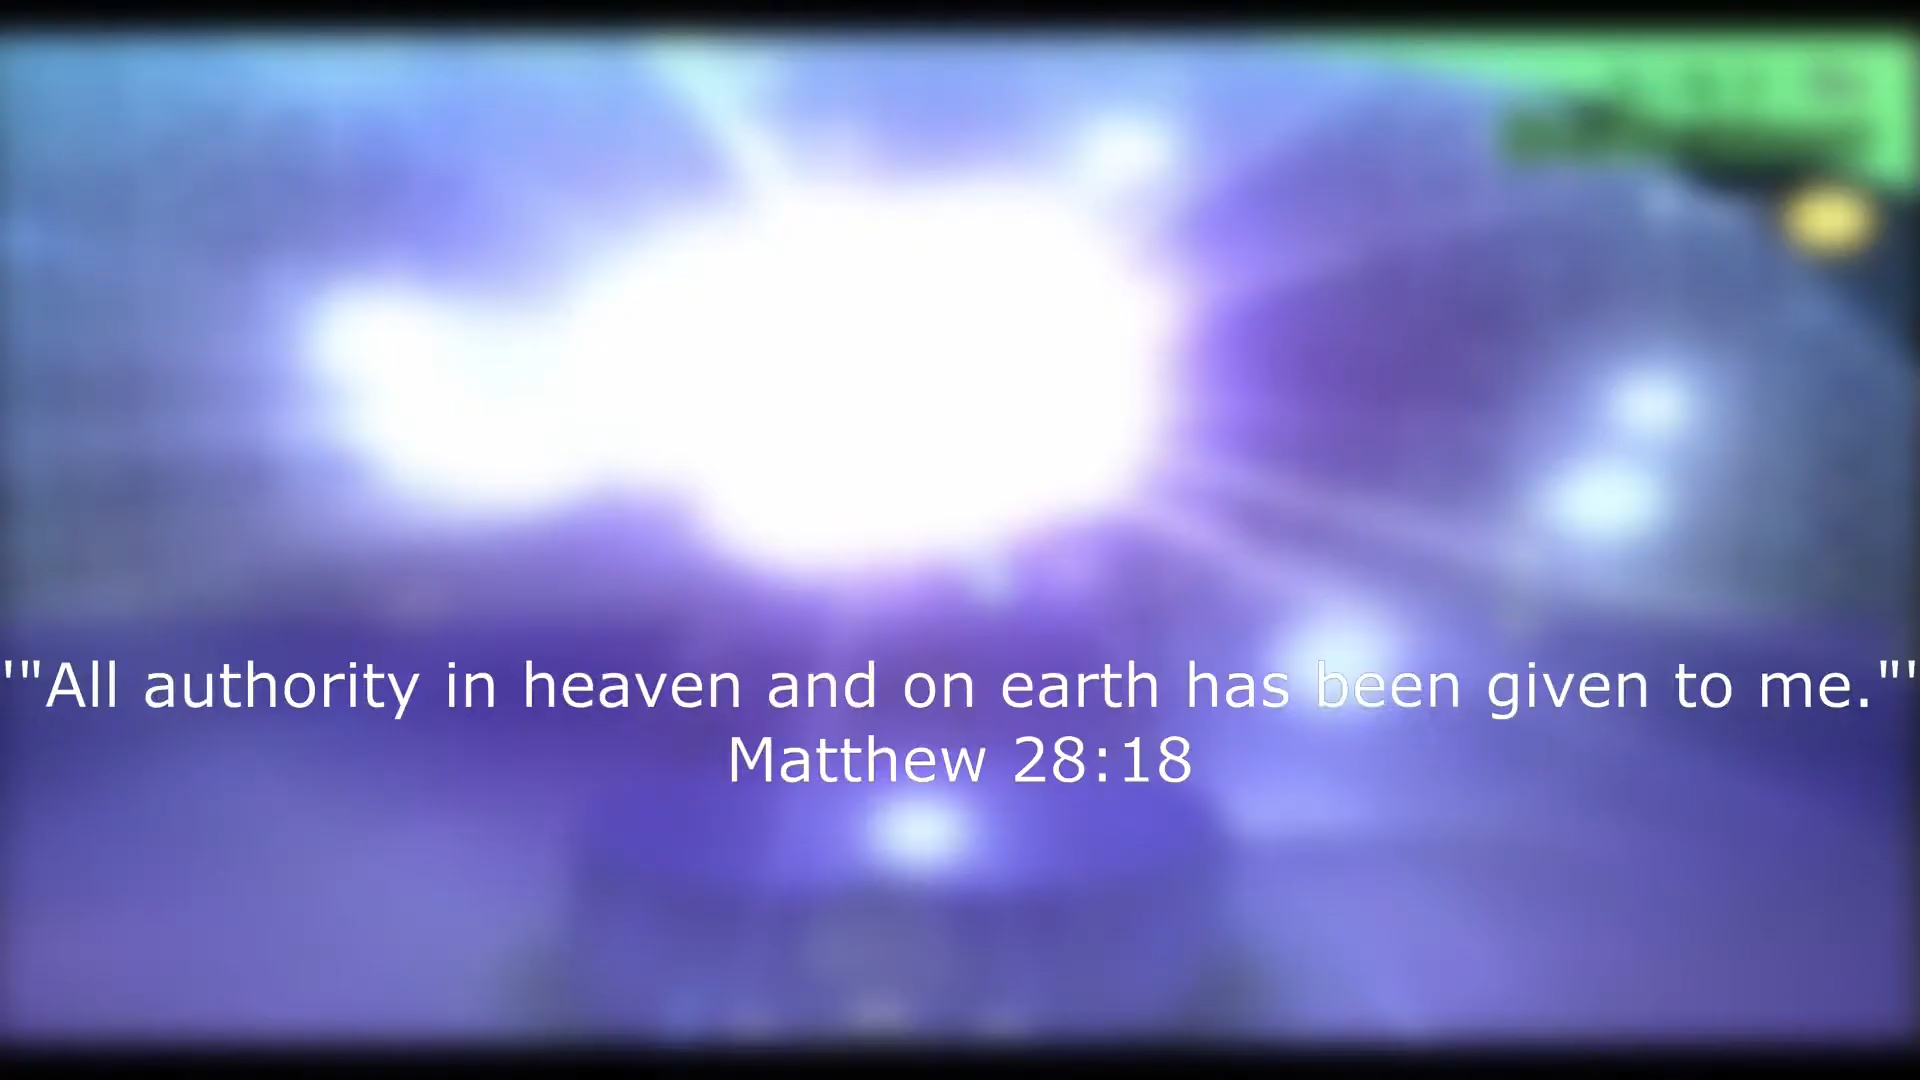 '"All authority in heaven and on earth has been given to me."'
Matthew 28:18